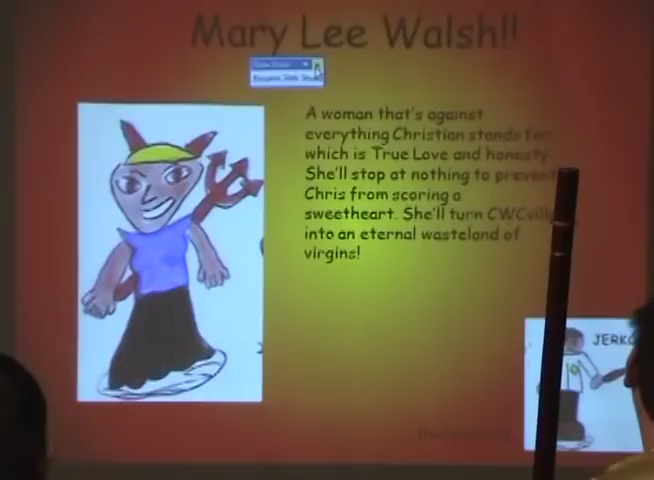 Mary Lee Walsh!!
A woman that's against
everything Christian stands for
which is True Love and honesty
She'll stop at nothing to prevent
Chris from scoring a
sweetheart. She'll turn CWCville
into an eternal wasteland of
virgins!
JERK